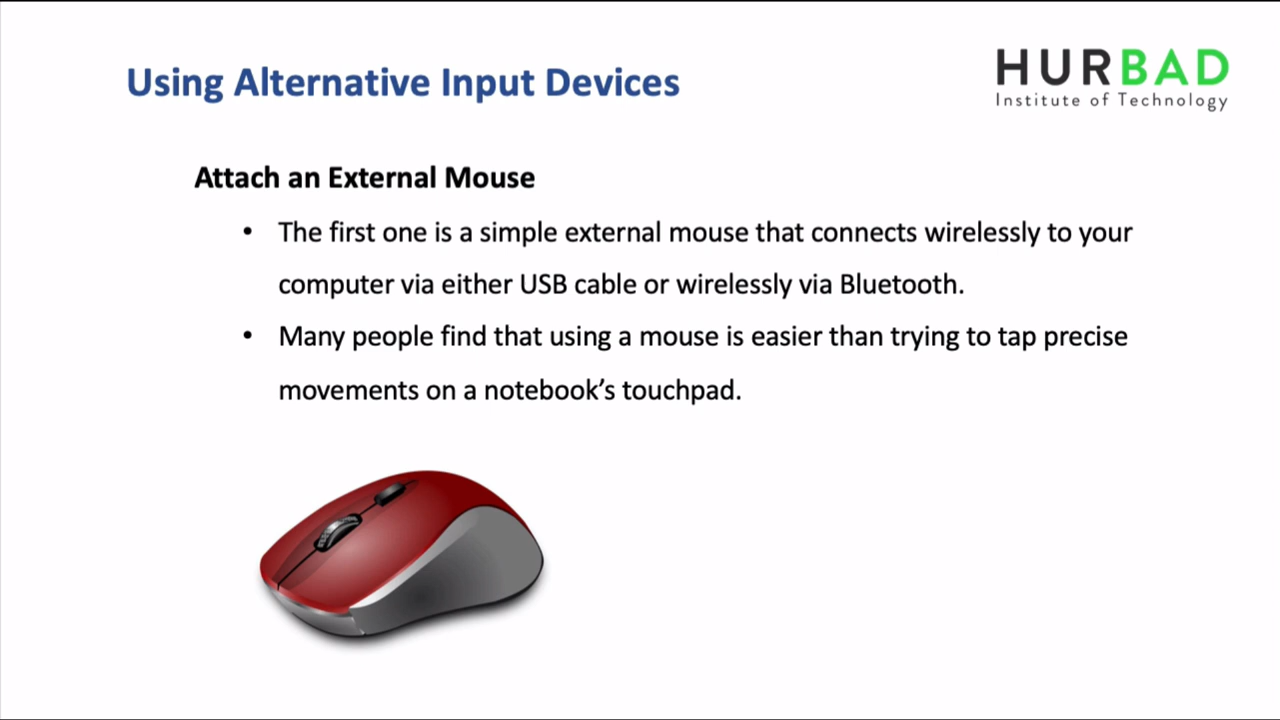 Using Alternative Input Devices
HURBAD
Institute of Technology
Attach an External Mouse
• The first one is a simple external mouse that connects wirelessly to your
computer via either USB cable or wirelessly via Bluetooth.
• Many people find that using a mouse is easier than trying to tap precise
movements on a notebook’s touchpad.